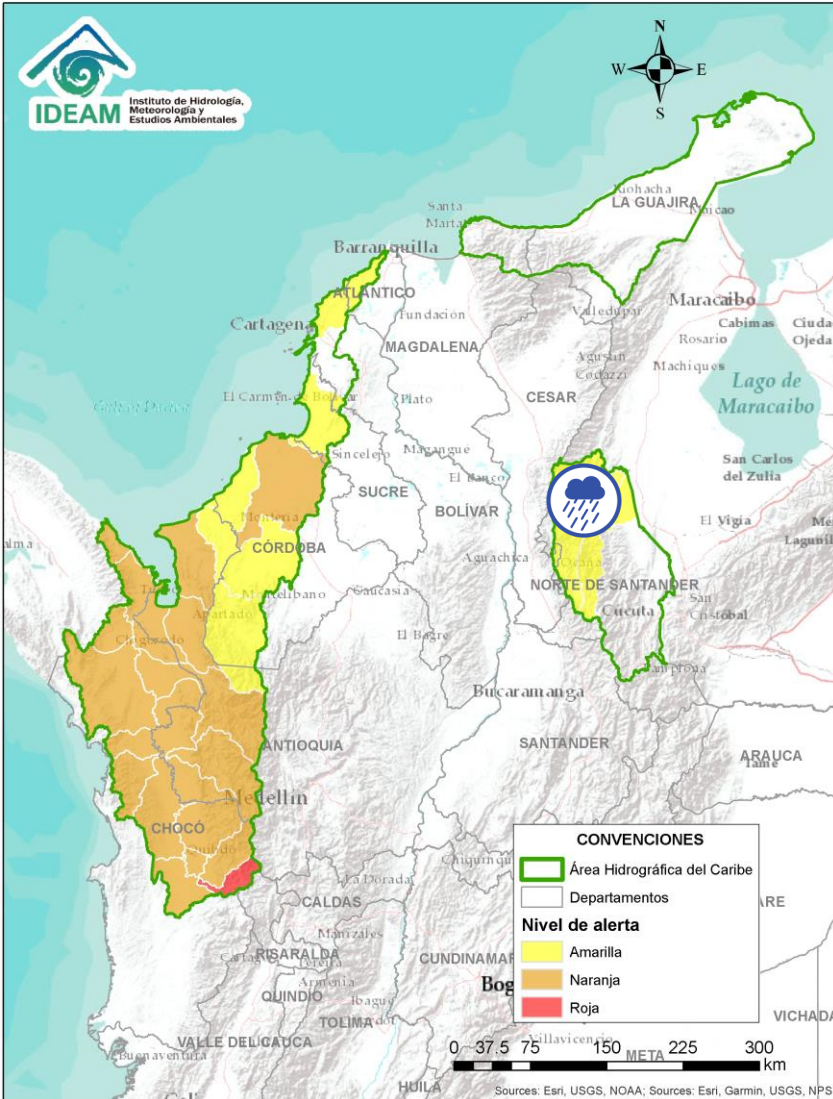 IDEAM
Instituto de Hidrología,
Meteorología y
Estudios Ambientales
N
W
E
S
Riohacha
LA GUAJIRA
Maicao
Santa
Marta
Barranquilla
ATLÁNTICO
Maracaibo
Cartagena
Fundación
Valledupar
Cabimas
Ciudad
Ojeda
Rosario
MAGDALENA
Agustín
Codazzi
Machiques
Lago de
Maracaibo
El Carmen de Bolívar
Plato
CESAR
Sincelejo
Magangué
San Carlos
del Zulia
El Banco
SUCRE
BOLÍVAR
Montería
El Vigía
CÓRDOBA
Aguachica
Ocaña
NORTE DE SANTANDER
Montelíbano
Caucasia
San
Cristóbal
Cúcuta
Turbo
Apartadó
Chigorodó
El Bagre
Pamplona
Bucaramanga
ANTIOQUIA
SANTANDER
ARAUCA
Tame
Medellín
CHOCÓ
Quibdó
La Dorada
CALDAS
Manizales
RISARALDA
Pereira
Armenia
QUINDÍO
Ibagué
TOLIMA
VALLE DEL CAUCA
Buenaventura
HUILA
Villavicencio
META
VICHADA
CONVENCIONES
Área Hidrográfica del Caribe
Departamentos
Nivel de alerta
Amarilla
Naranja
Roja
0 37.5 75 150 225 300
km
Sources: Esri, USGS, NOAA; Sources: Esri, Garmin, USGS, NPS